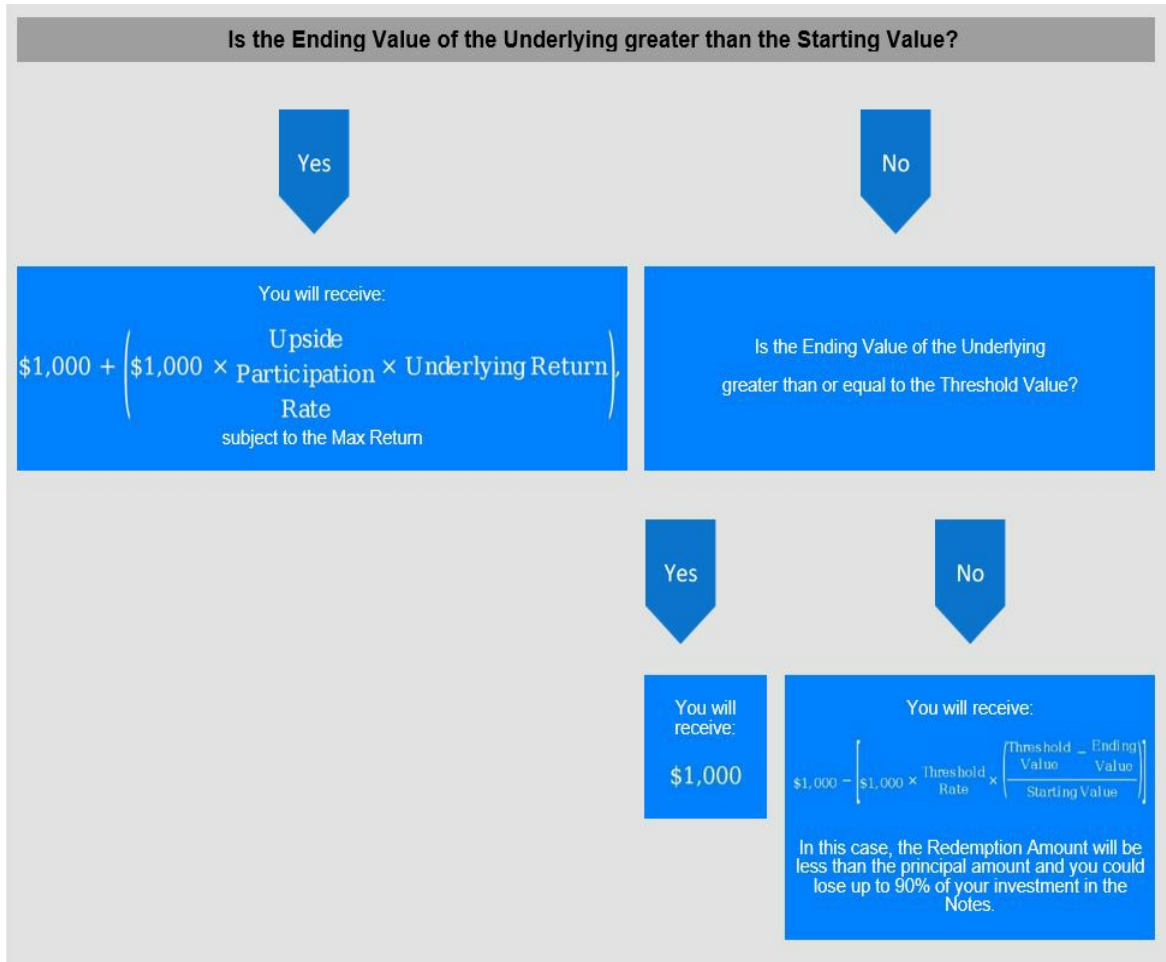 Is the Ending Value of the Underlying greater than the Starting Value?
Yes
No
You will receive:
$1,000 + ($1,000 × Upside Participation Rate × Underlying Return),
subject to the Max Return
Is the Ending Value of the Underlying
greater than or equal to the Threshold Value?
Yes
No
You will
receive:
$1,000
You will receive:
$1,000 − [$1,000 × Threshold Rate × ((Threshold Value − Ending Value) / Starting Value)]
In this case, the Redemption Amount will be
less than the principal amount and you could
lose up to 90% of your investment in the
Notes.